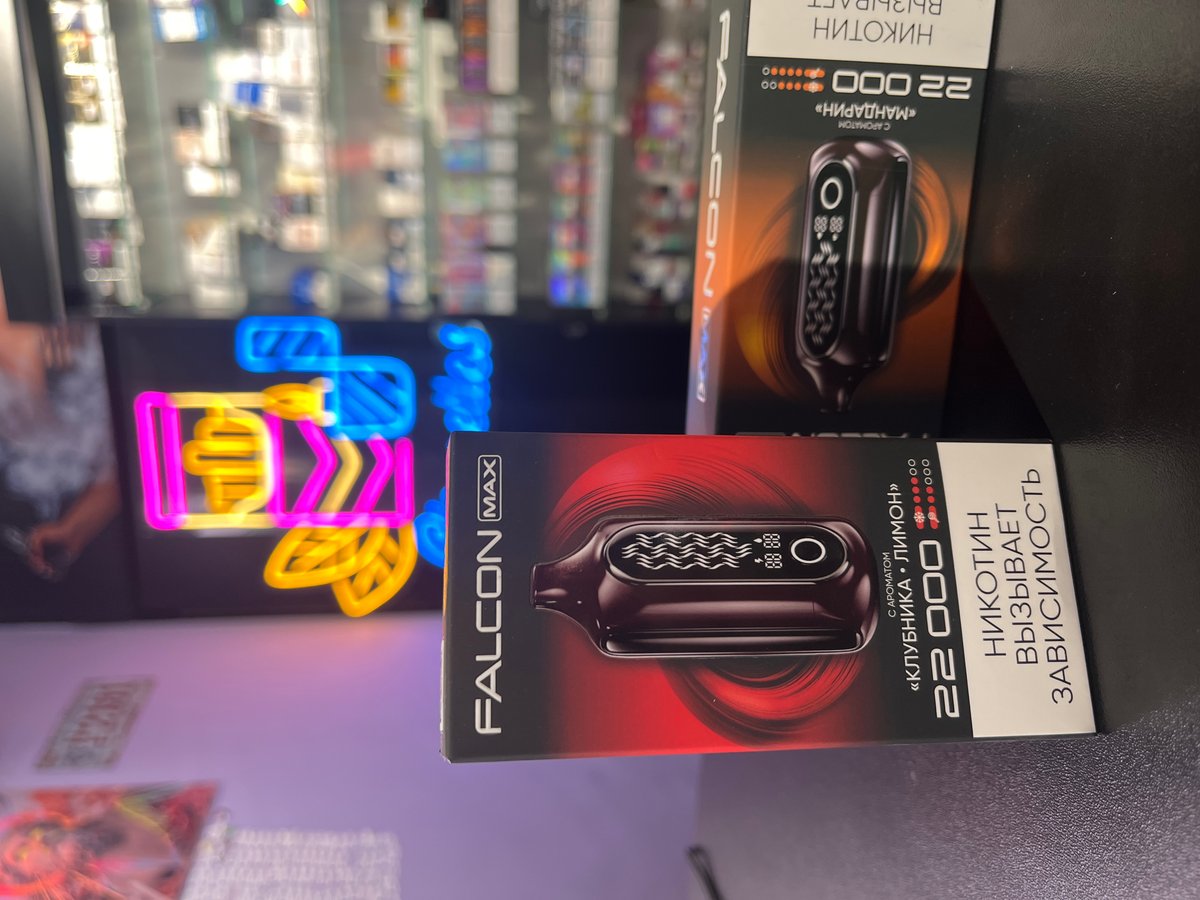 FALCON MAX
С АРОМАТОМ
«КЛУБНИКА • ЛИМОН»
22 000
НИКОТИН
ВЫЗЫВАЕТ
ЗАВИСИМОСТЬ
FALCON MAX
С АРОМАТОМ
«МАНДАРИН»
22 000
НИКОТИН
ВЫЗЫВАЕТ